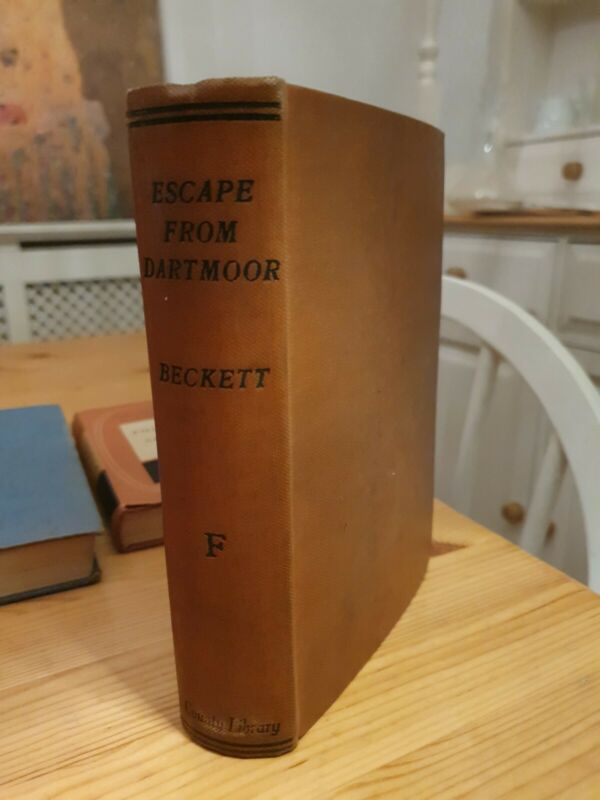 ESCAPE
FROM
DARTMOOR
BECKETT
F
County Library